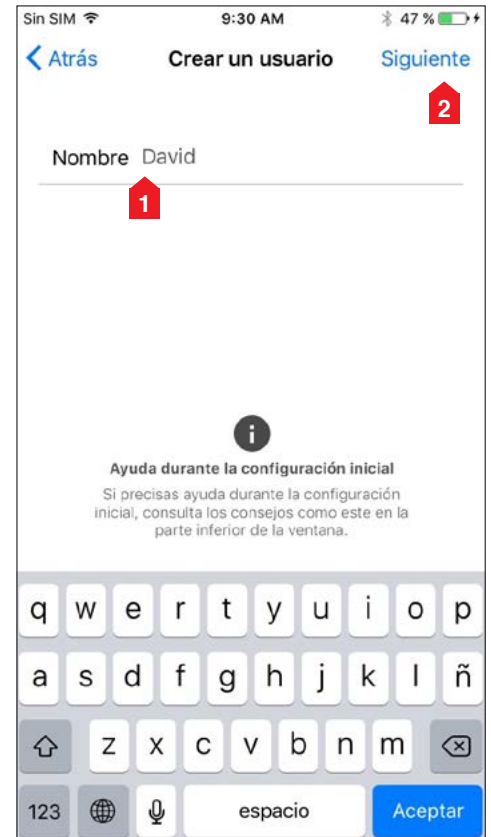 Sin SIM 9:30 AM 47 %
Atrás Crear un usuario Siguiente
2
Nombre David
1
i
Ayuda durante la configuración inicial
Si precisas ayuda durante la configuración
inicial, consulta los consejos como este en la
parte inferior de la ventana.
q w e r t y u i o p
a s d f g h j k l ñ
z x c v b n m
123 espacio Aceptar